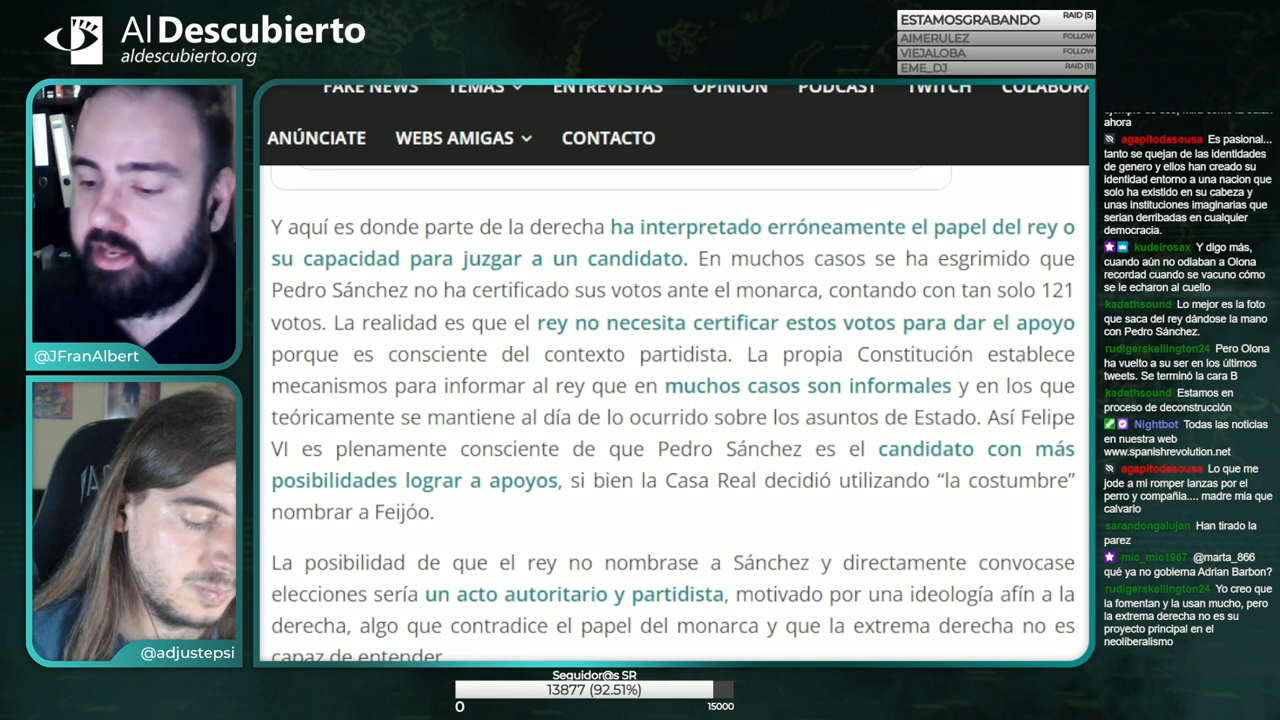 Al Descubierto
aldescubierto.org
ESTAMOSGRABANDO RAID (5)
AIMERULEZ FOLLOW
VIEJALOBA FOLLOW
EME_DJ RAID (11)
FAKE NEWS TEMAS ENTREVISTAS OPINIÓN PODCAST TWITCH COLABORA
ANÚNCIATE WEBS AMIGAS CONTACTO
Y aquí es donde parte de la derecha ha interpretado erróneamente el papel del rey o
su capacidad para juzgar a un candidato. En muchos casos se ha esgrimido que
Pedro Sánchez no ha certificado sus votos ante el monarca, contando con tan solo 121
votos. La realidad es que el rey no necesita certificar estos votos para dar el apoyo
porque es consciente del contexto partidista. La propia Constitución establece
mecanismos para informar al rey que en muchos casos son informales y en los que
teóricamente se mantiene al día de lo ocurrido sobre los asuntos de Estado. Así Felipe
VI es plenamente consciente de que Pedro Sánchez es el candidato con más
posibilidades lograr a apoyos, si bien la Casa Real decidió utilizando “la costumbre”
nombrar a Feijóo.
La posibilidad de que el rey no nombrase a Sánchez y directamente convocase
elecciones sería un acto autoritario y partidista, motivado por una ideología afín a la
derecha, algo que contradice el papel del monarca y que la extrema derecha no es
capaz de entender
@JFranAlbert
@adjustepsi
ahora
agapitodasousa Es pasional...
tanto se quejan de las identidades
de genero y ellos han creado su
identidad entorno a una nacion que
solo ha existido en su cabeza y
unas instituciones imaginarias que
serian derribadas en cualquier
democracia.
kudeirosax Y digo más,
cuando aún no odiaban a Olona
recordad cuando se vacuno cómo
se le echaron al cuello
kadathsound Lo mejor es la foto
que saca del rey dándose la mano
con Pedro Sánchez.
rudigerskellington24 Pero Olona
ha vuelto a su ser en los últimos
tweets. Se terminó la cara B
kadathsound Estamos en
proceso de deconstrucción
Nightbot Todas las noticias
en nuestra web
www.spanishrevolution.net
agapitodasousa Lo que me
jode a mi romper lanzas por el
perro y compañia.... madre mia que
calvario
sarandongalujan Han tirado la
parez
mic_mic1967 @marta_866
qué ya no gobierna Adrian Barbon?
rudigerskellington24 Yo creo que
la fomentan y la usan mucho, pero
la extrema derecha no es su
proyecto principal en el
neoliberalismo
Seguidor@s SR
13877 (92.51%)
0 15000